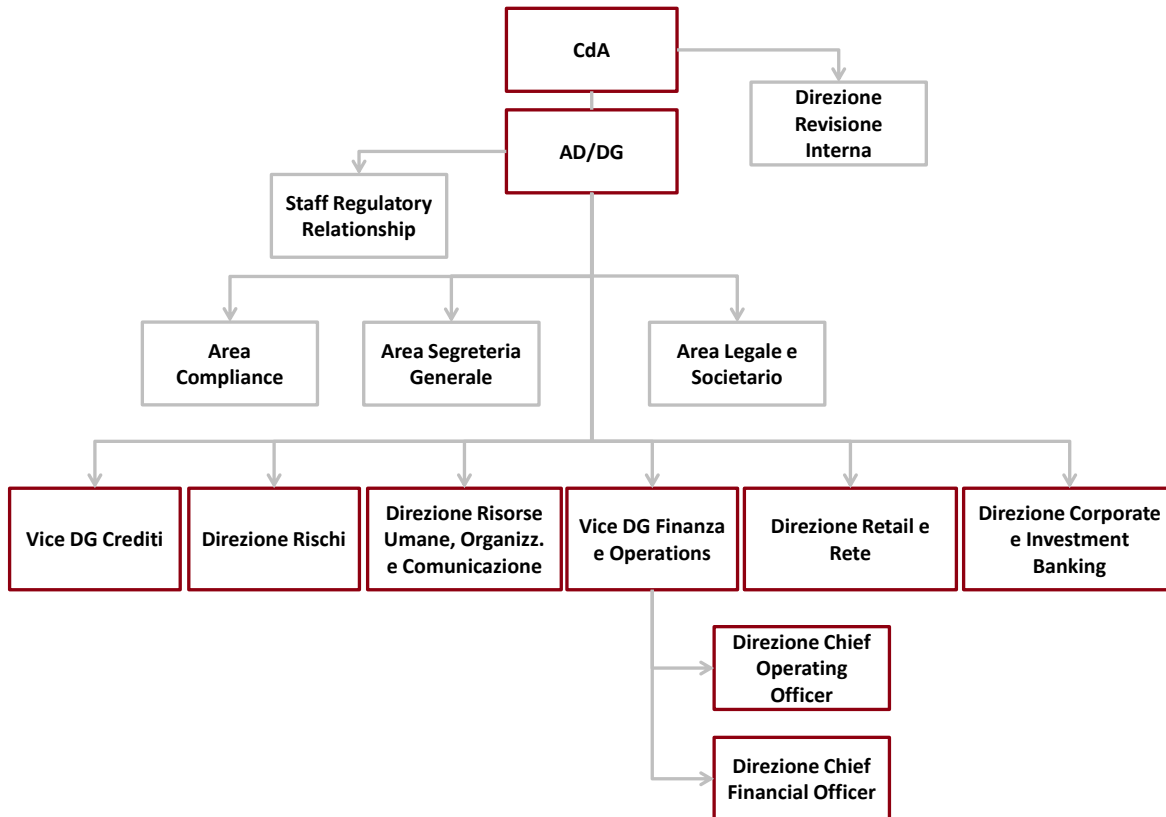 CdA
Direzione
Revisione
Interna
AD/DG
Staff Regulatory
Relationship
Area
Compliance
Area Segreteria
Generale
Area Legale e
Societario
Vice DG Crediti
Direzione Rischi
Direzione Risorse
Umane, Organizz.
e Comunicazione
Vice DG Finanza
e Operations
Direzione Retail e
Rete
Direzione Corporate
e Investment
Banking
Direzione Chief
Operating
Officer
Direzione Chief
Financial Officer